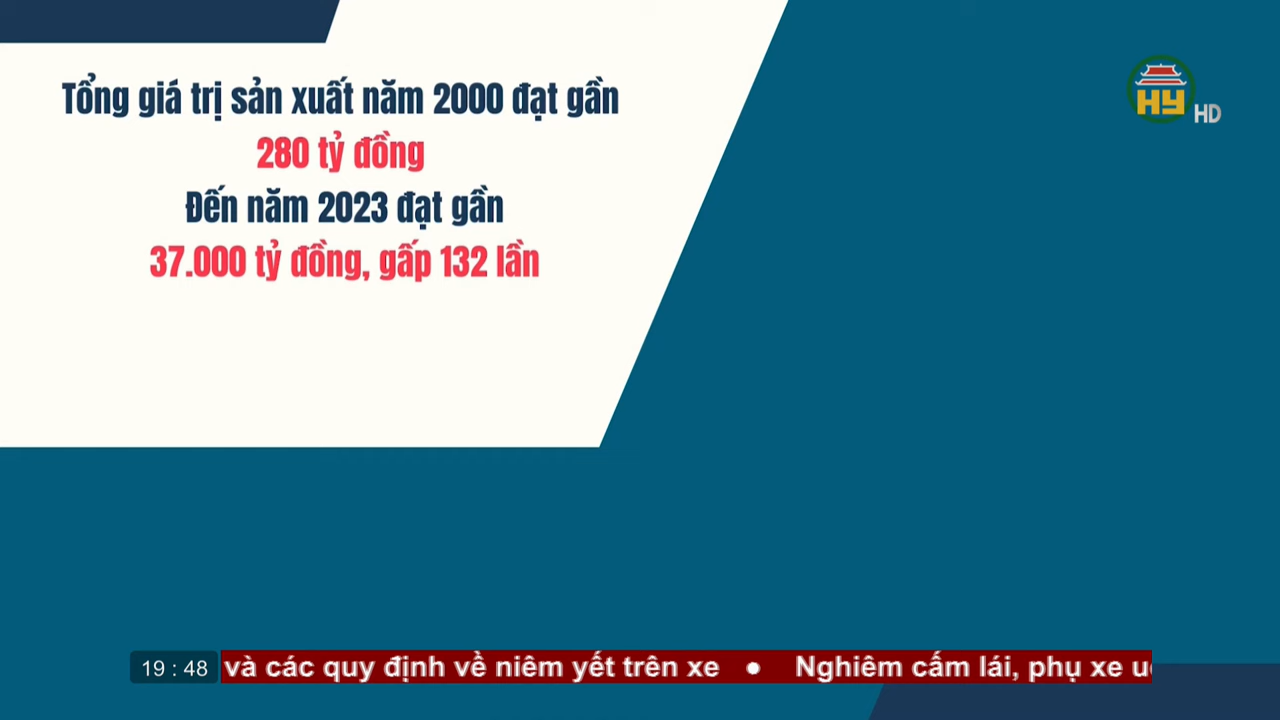 Tổng giá trị sản xuất năm 2000 đạt gần
280 tỷ đồng
Đến năm 2023 đạt gần
37.000 tỷ đồng, gấp 132 lần
HY HD
19 : 48 và các quy định về niêm yết trên xe ● Nghiêm cấm lái, phụ xe